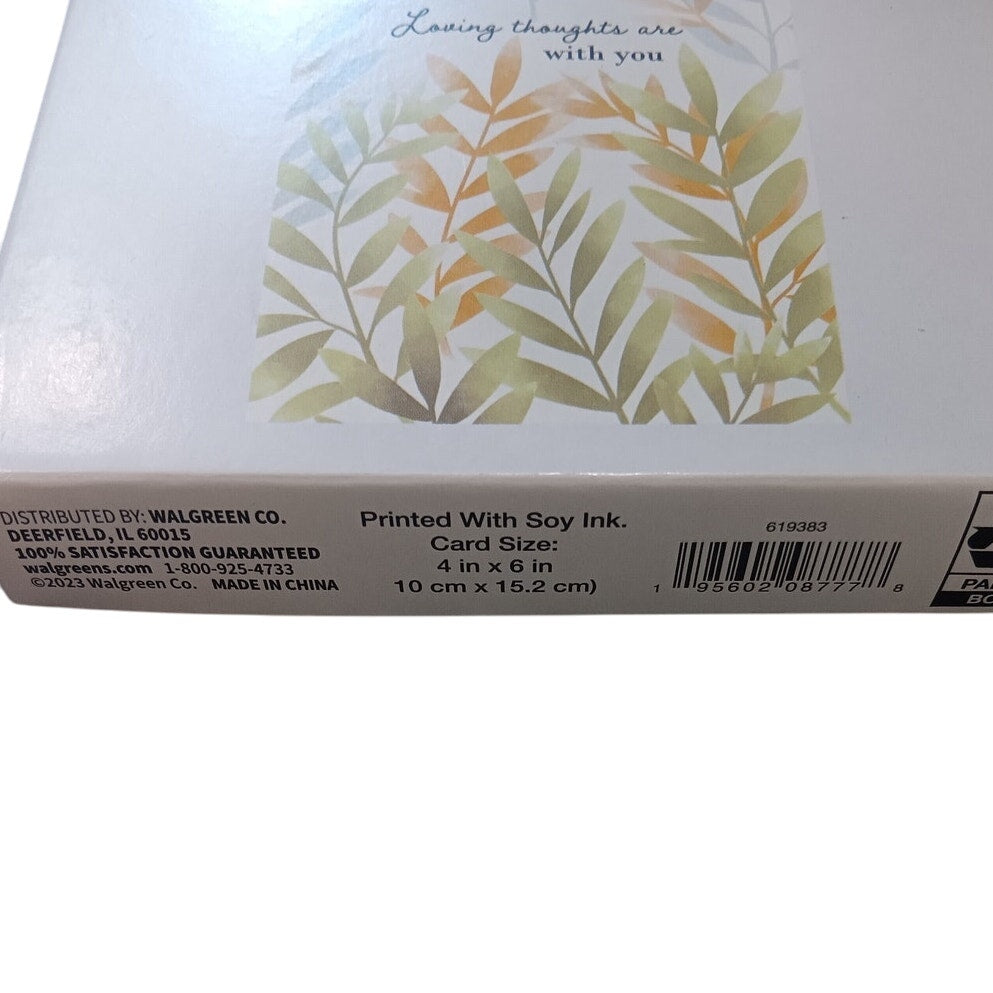 Loving thoughts are
with you
DISTRIBUTED BY: WALGREEN CO.
DEERFIELD, IL 60015
100% SATISFACTION GUARANTEED
walgreens.com 1-800-925-4733
©2023 Walgreen Co. MADE IN CHINA
Printed With Soy Ink.
Card Size:
4 in x 6 in
10 cm x 15.2 cm)
619383
1 95602 08777 8